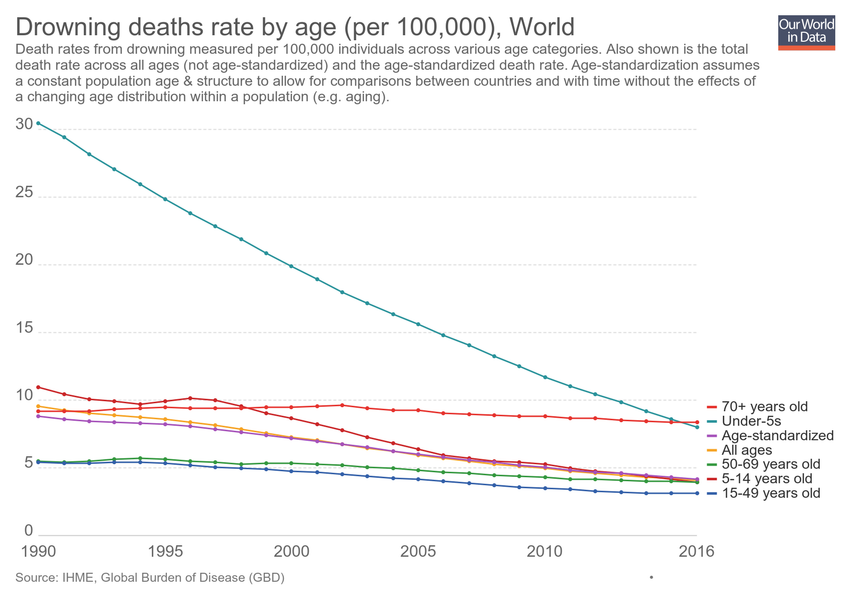 Drowning deaths rate by age (per 100,000), World
Our World
in Data
Death rates from drowning measured per 100,000 individuals across various age categories. Also shown is the total
death rate across all ages (not age-standardized) and the age-standardized death rate. Age-standardization assumes
a constant population age & structure to allow for comparisons between countries and with time without the effects of
a changing age distribution within a population (e.g. aging).
30
25
20
15
10
5
0
70+ years old
Under-5s
Age-standardized
All ages
50-69 years old
5-14 years old
15-49 years old
1990 1995 2000 2005 2010 2016
Source: IHME, Global Burden of Disease (GBD) •